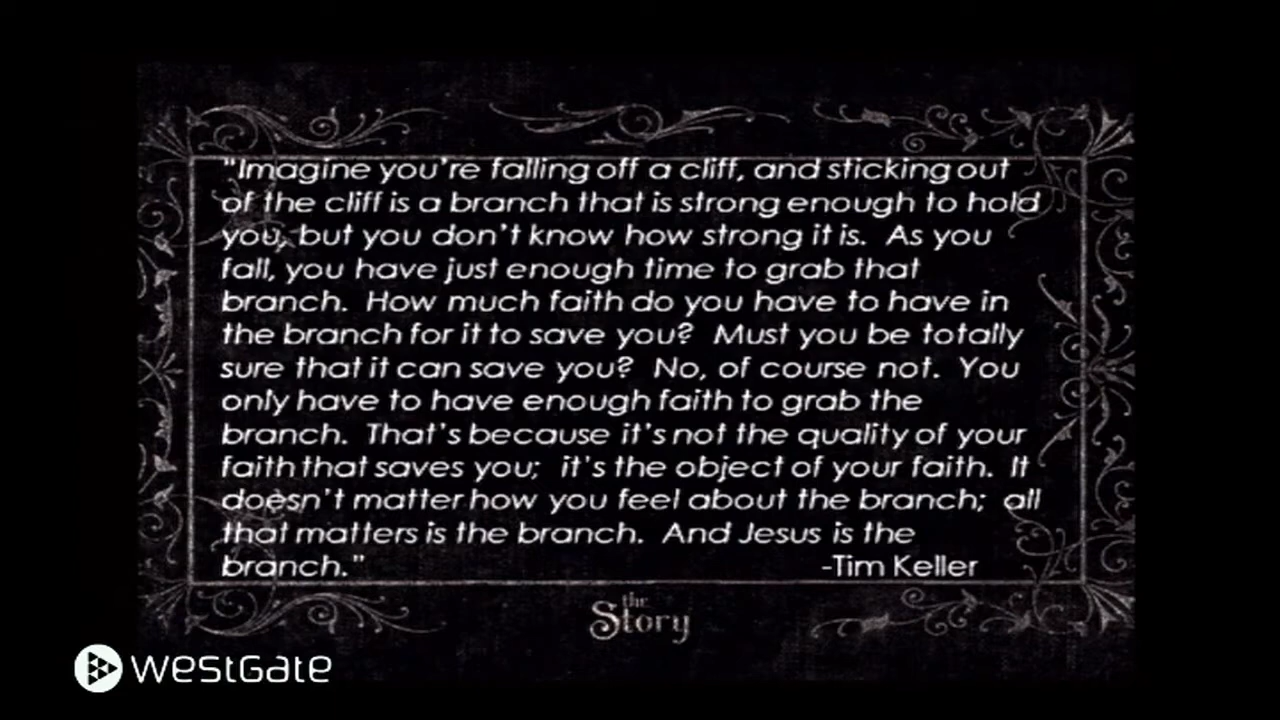 "Imagine you're falling off a cliff, and sticking out
of the cliff is a branch that is strong enough to hold
you, but you don't know how strong it is.  As you
fall, you have just enough time to grab that
branch.  How much faith do you have to have in
the branch for it to save you?  Must you be totally
sure that it can save you?  No, of course not.  You
only have to have enough faith to grab the
branch.  That's because it's not the quality of your
faith that saves you;  it's the object of your faith.  It
doesn't matter how you feel about the branch;  all
that matters is the branch.  And Jesus is the
branch." -Tim Keller
the
Story
WESTGATE